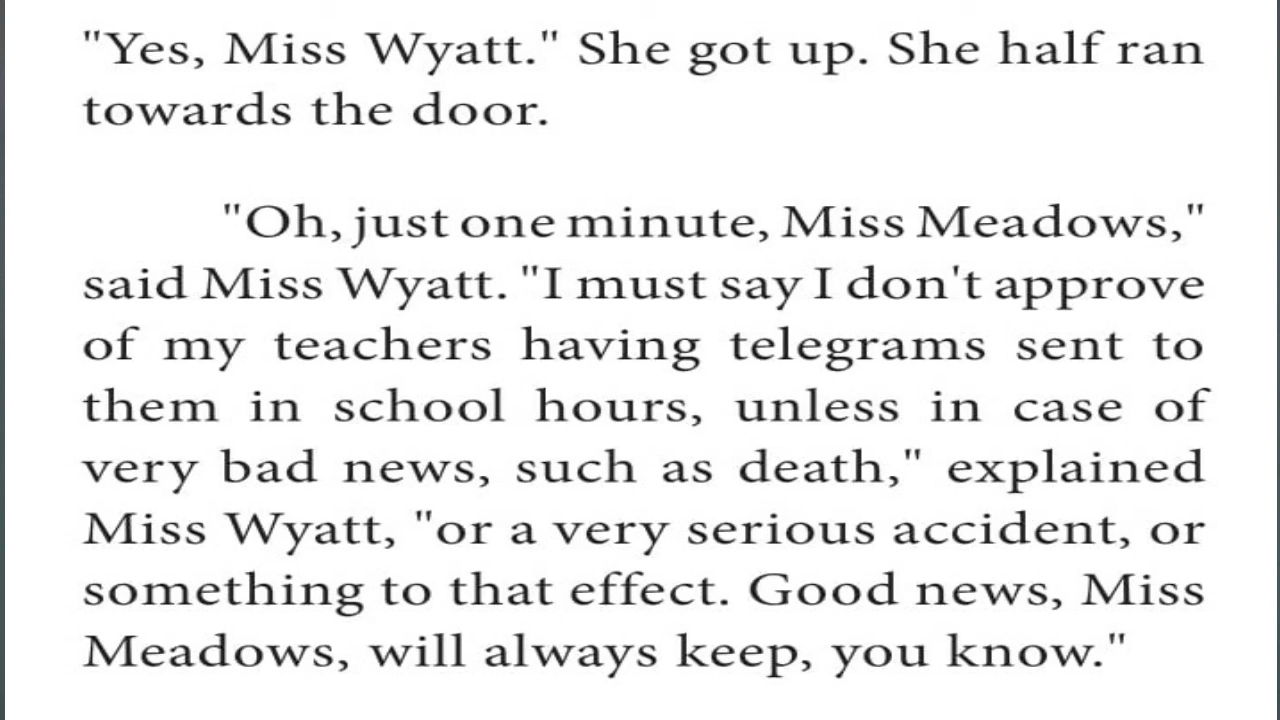 "Yes, Miss Wyatt." She got up. She half ran
towards the door.
"Oh, just one minute, Miss Meadows,"
said Miss Wyatt. "I must say I don't approve
of my teachers having telegrams sent to
them in school hours, unless in case of
very bad news, such as death," explained
Miss Wyatt, "or a very serious accident, or
something to that effect. Good news, Miss
Meadows, will always keep, you know."